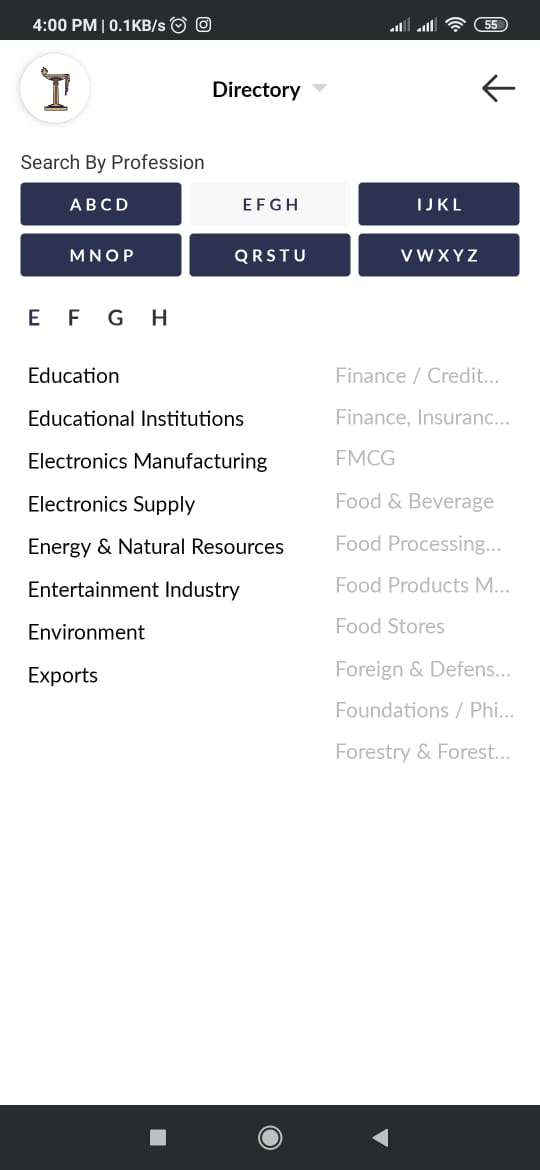 4:00 PM | 0.1KB/s
55
Directory
Search By Profession
ABCD
EFGH
IJKL
MNOP
QRSTU
VWXYZ
E F G H
Education
Educational Institutions
Electronics Manufacturing
Electronics Supply
Energy & Natural Resources
Entertainment Industry
Environment
Exports
Finance / Credit...
Finance, Insuranc...
FMCG
Food & Beverage
Food Processing...
Food Products M...
Food Stores
Foreign & Defens...
Foundations / Phi...
Forestry & Forest...